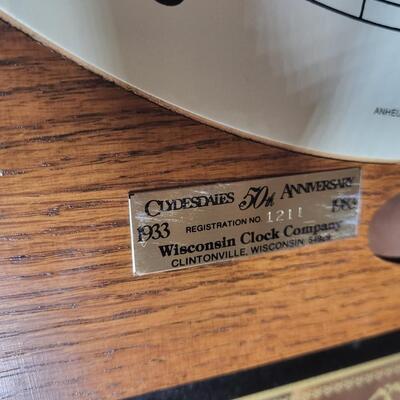 ANHEU
CLYDESDALES 50th ANNIVERSARY
1933 REGISTRATION NO. 1211 1983
Wisconsin Clock Company
CLINTONVILLE, WISCONSIN 54929